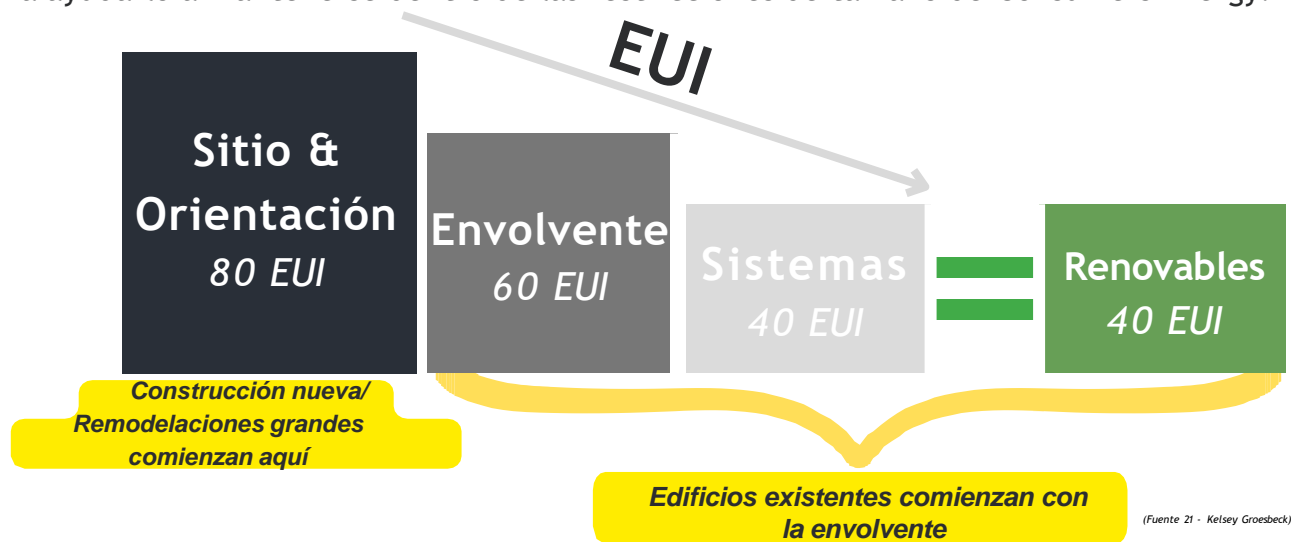 EUI
Sitio &
Orientación
80 EUI
Envolvente
60 EUI
Sistemas
40 EUI
Renovables
40 EUI
Construcción nueva/
Remodelaciones grandes
comienzan aquí
Edificios existentes comienzan con
la envolvente
(Fuente 21 - Kelsey Groesbeck)